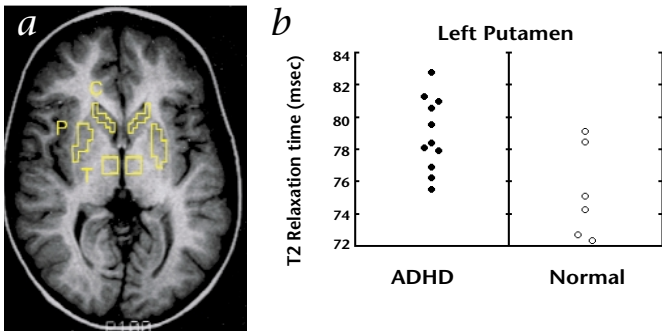 a
C
P
T
b
Left Putamen
T2 Relaxation time (msec)
84
82
80
78
76
74
72
ADHD
Normal